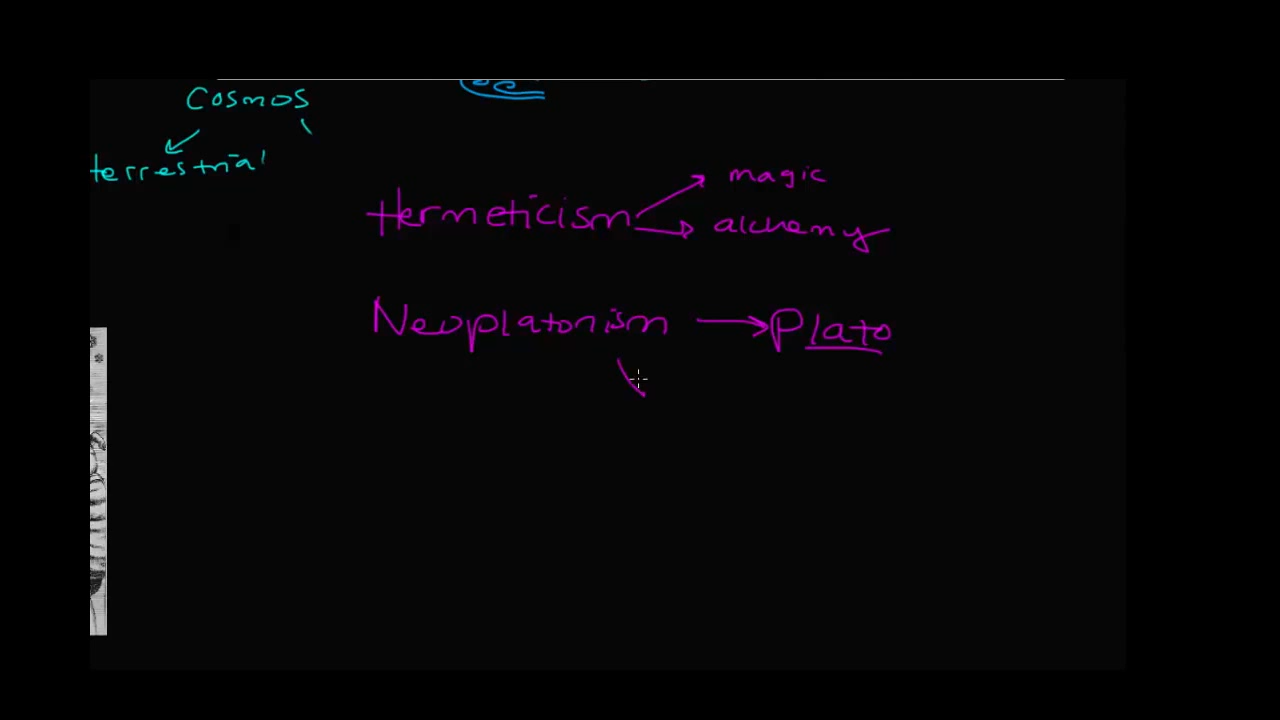 Cosmos
terrestrial
magic
Hermeticism
alchemy
Neoplatonism → Plato